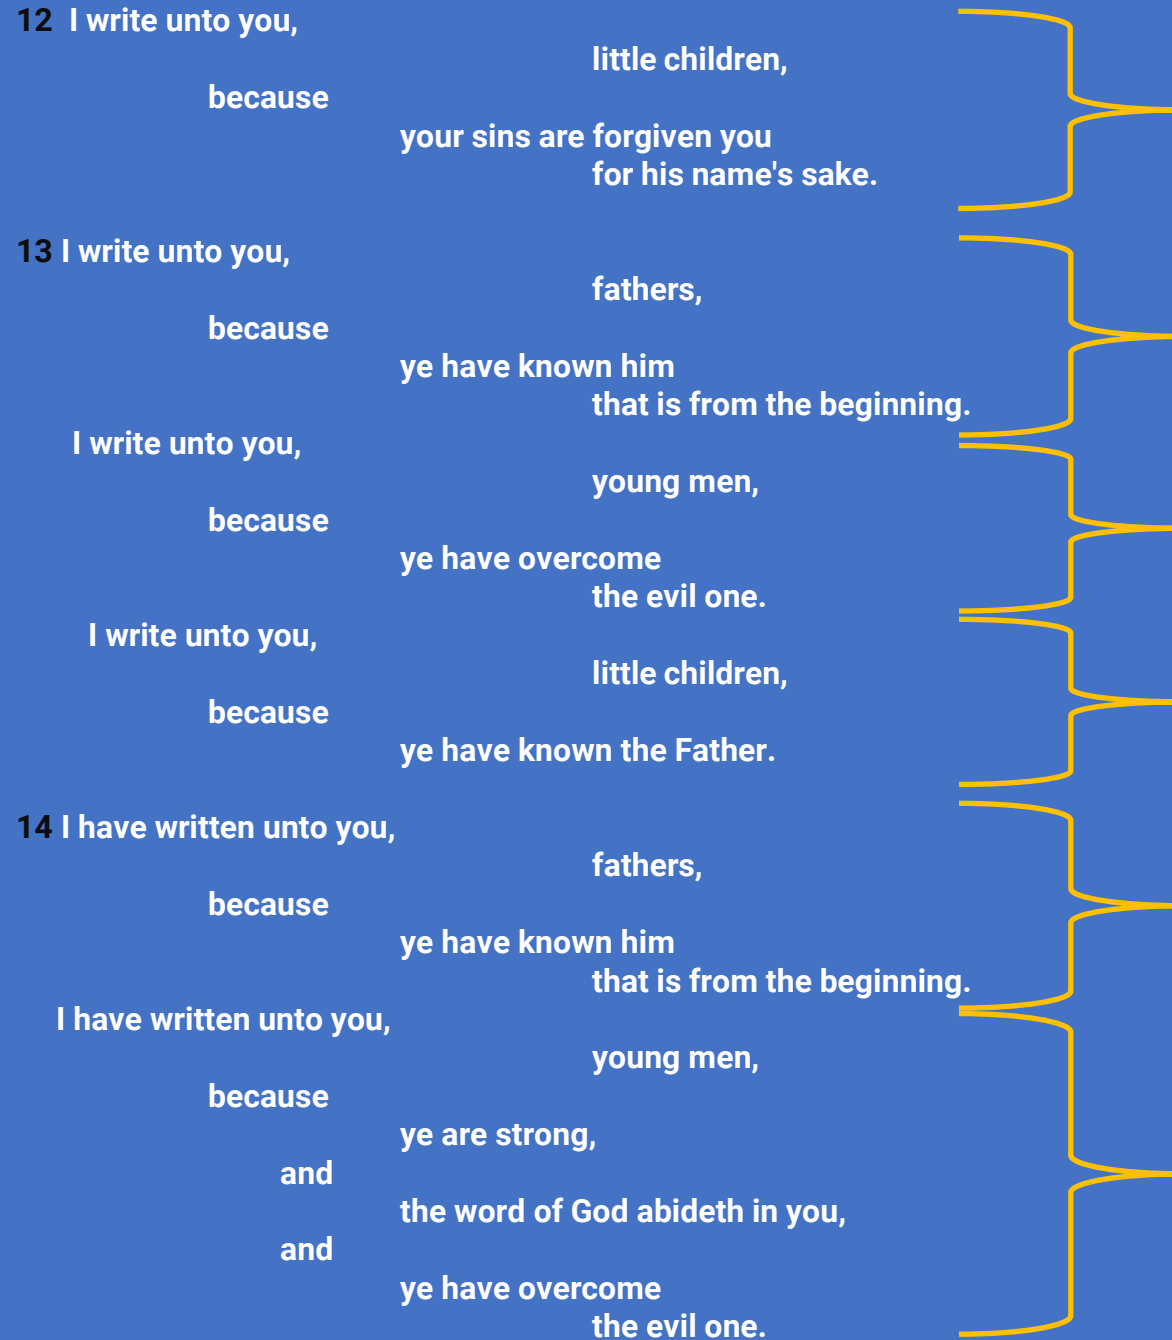 12 I write unto you,
little children,
because
your sins are forgiven you
for his name's sake.
13 I write unto you,
fathers,
because
ye have known him
that is from the beginning.
I write unto you,
young men,
because
ye have overcome
the evil one.
I write unto you,
little children,
because
ye have known the Father.
14 I have written unto you,
fathers,
because
ye have known him
that is from the beginning.
I have written unto you,
young men,
because
ye are strong,
and
the word of God abideth in you,
and
ye have overcome
the evil one.